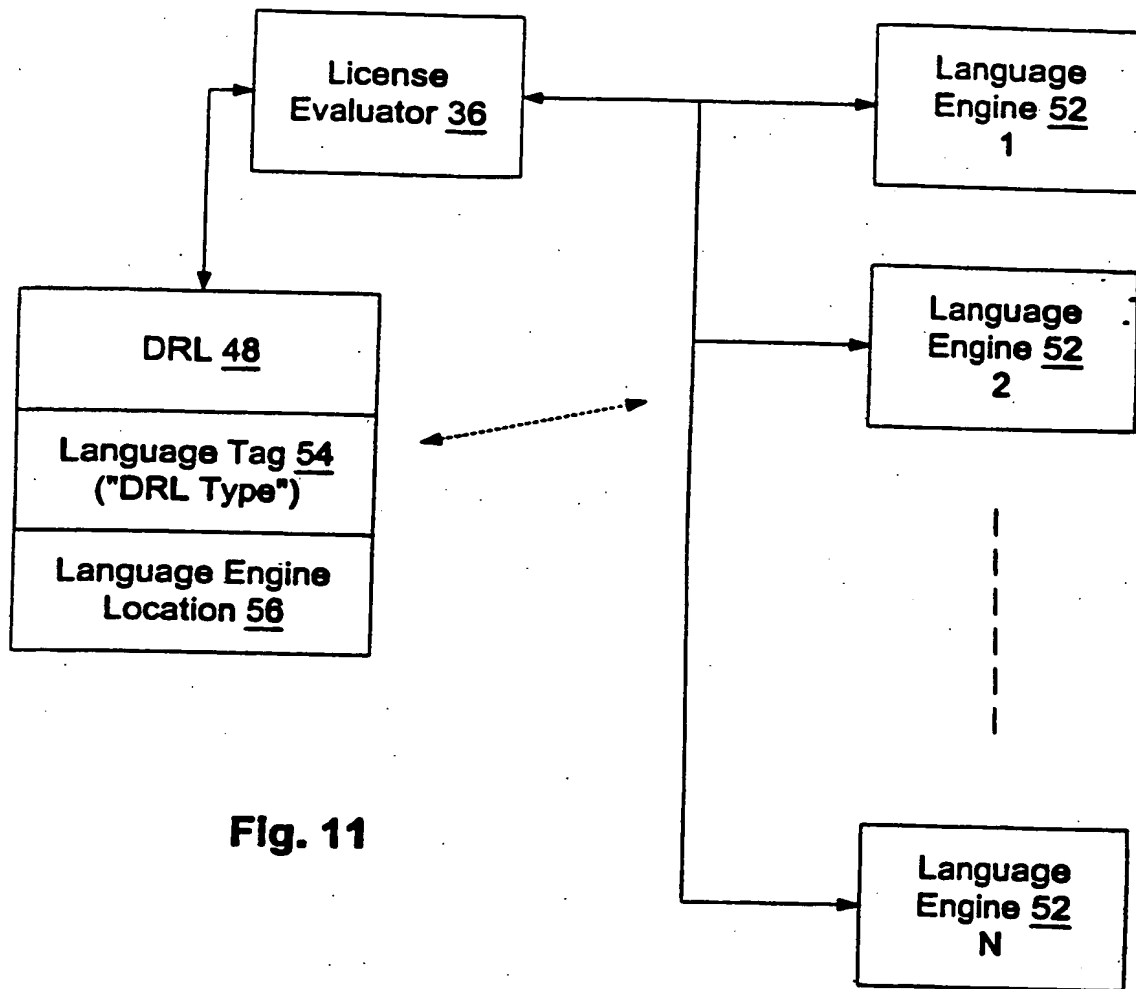 License
Evaluator 36
Language
Engine 52
1
DRL 48
Language Tag 54
("DRL Type")
Language Engine
Location 56
Language
Engine 52
2
Fig. 11
Language
Engine 52
N